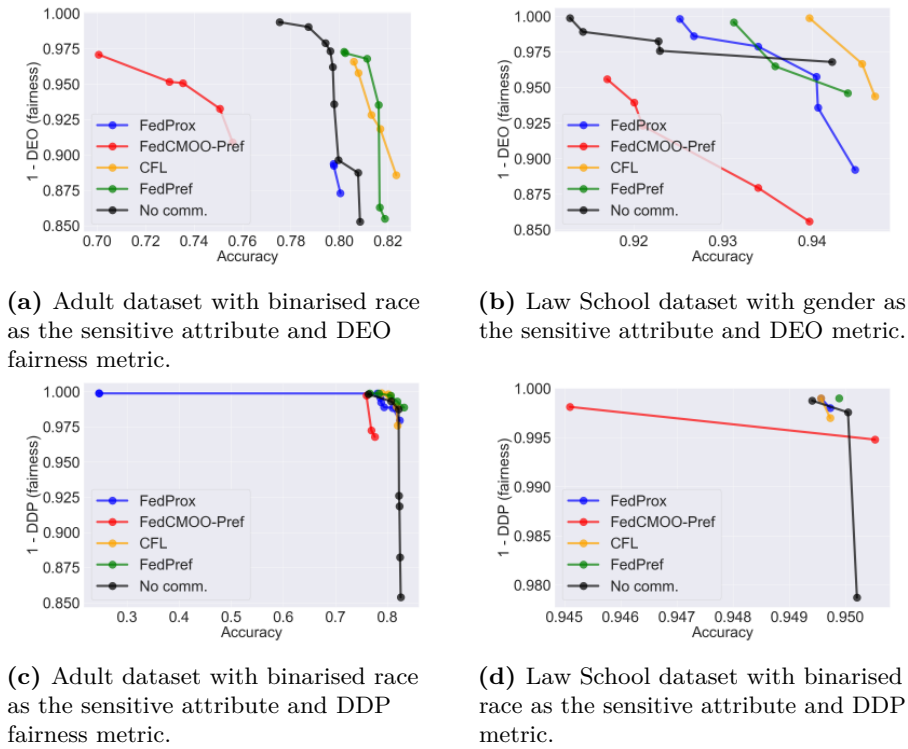 1.000
0.975
0.950
0.925
0.900
0.875
0.850
1 - DEO (fairness)
FedProx
FedCMOO-Pref
CFL
FedPref
No comm.
0.70 0.72 0.74 0.76 0.78 0.80 0.82
Accuracy
(a) Adult dataset with binarised race
as the sensitive attribute and DEO
fairness metric.
1.000
0.975
0.950
0.925
0.900
0.875
0.850
1 - DEO (fairness)
FedProx
FedCMOO-Pref
CFL
FedPref
No comm.
0.92 0.93 0.94
Accuracy
(b) Law School dataset with gender as
the sensitive attribute and DEO metric.
1.000
0.975
0.950
0.925
0.900
0.875
0.850
1 - DDP (fairness)
FedProx
FedCMOO-Pref
CFL
FedPref
No comm.
0.3 0.4 0.5 0.6 0.7 0.8
Accuracy
(c) Adult dataset with binarised race
as the sensitive attribute and DDP
fairness metric.
1.000
0.995
0.990
0.985
0.980
1 - DDP (fairness)
FedProx
FedCMOO-Pref
CFL
FedPref
No comm.
0.945 0.946 0.947 0.948 0.949 0.950
Accuracy
(d) Law School dataset with binarised
race as the sensitive attribute and DDP
metric.